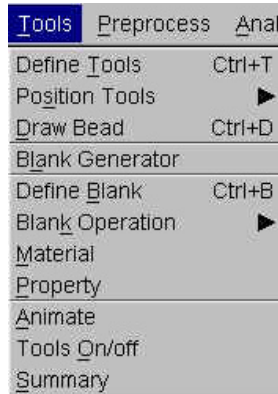 Tools Preprocess Anal
Define Tools Ctrl+T
Position Tools
Draw Bead Ctrl+D
Blank Generator
Define Blank Ctrl+B
Blank Operation
Material
Property
Animate
Tools On/off
Summary